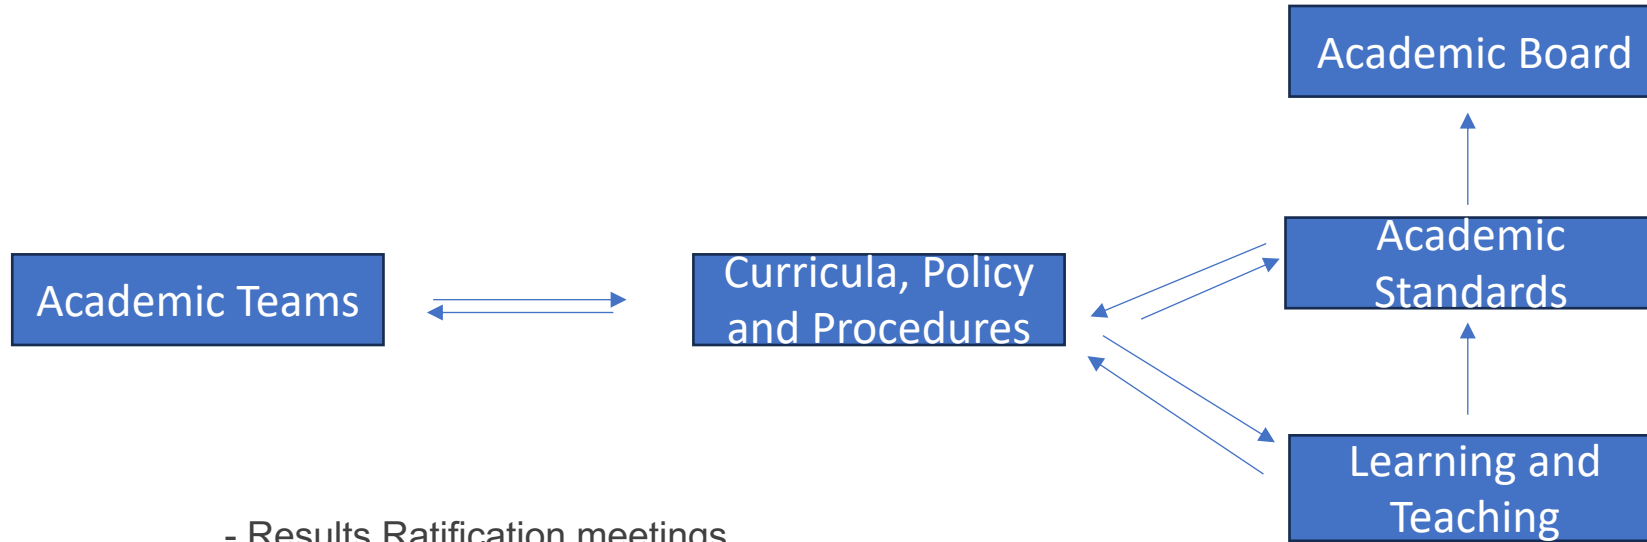 Academic Board
Academic
Standards
Academic Teams
Curricula, Policy
and Procedures
Learning and
Teaching
- Results Ratification meetings